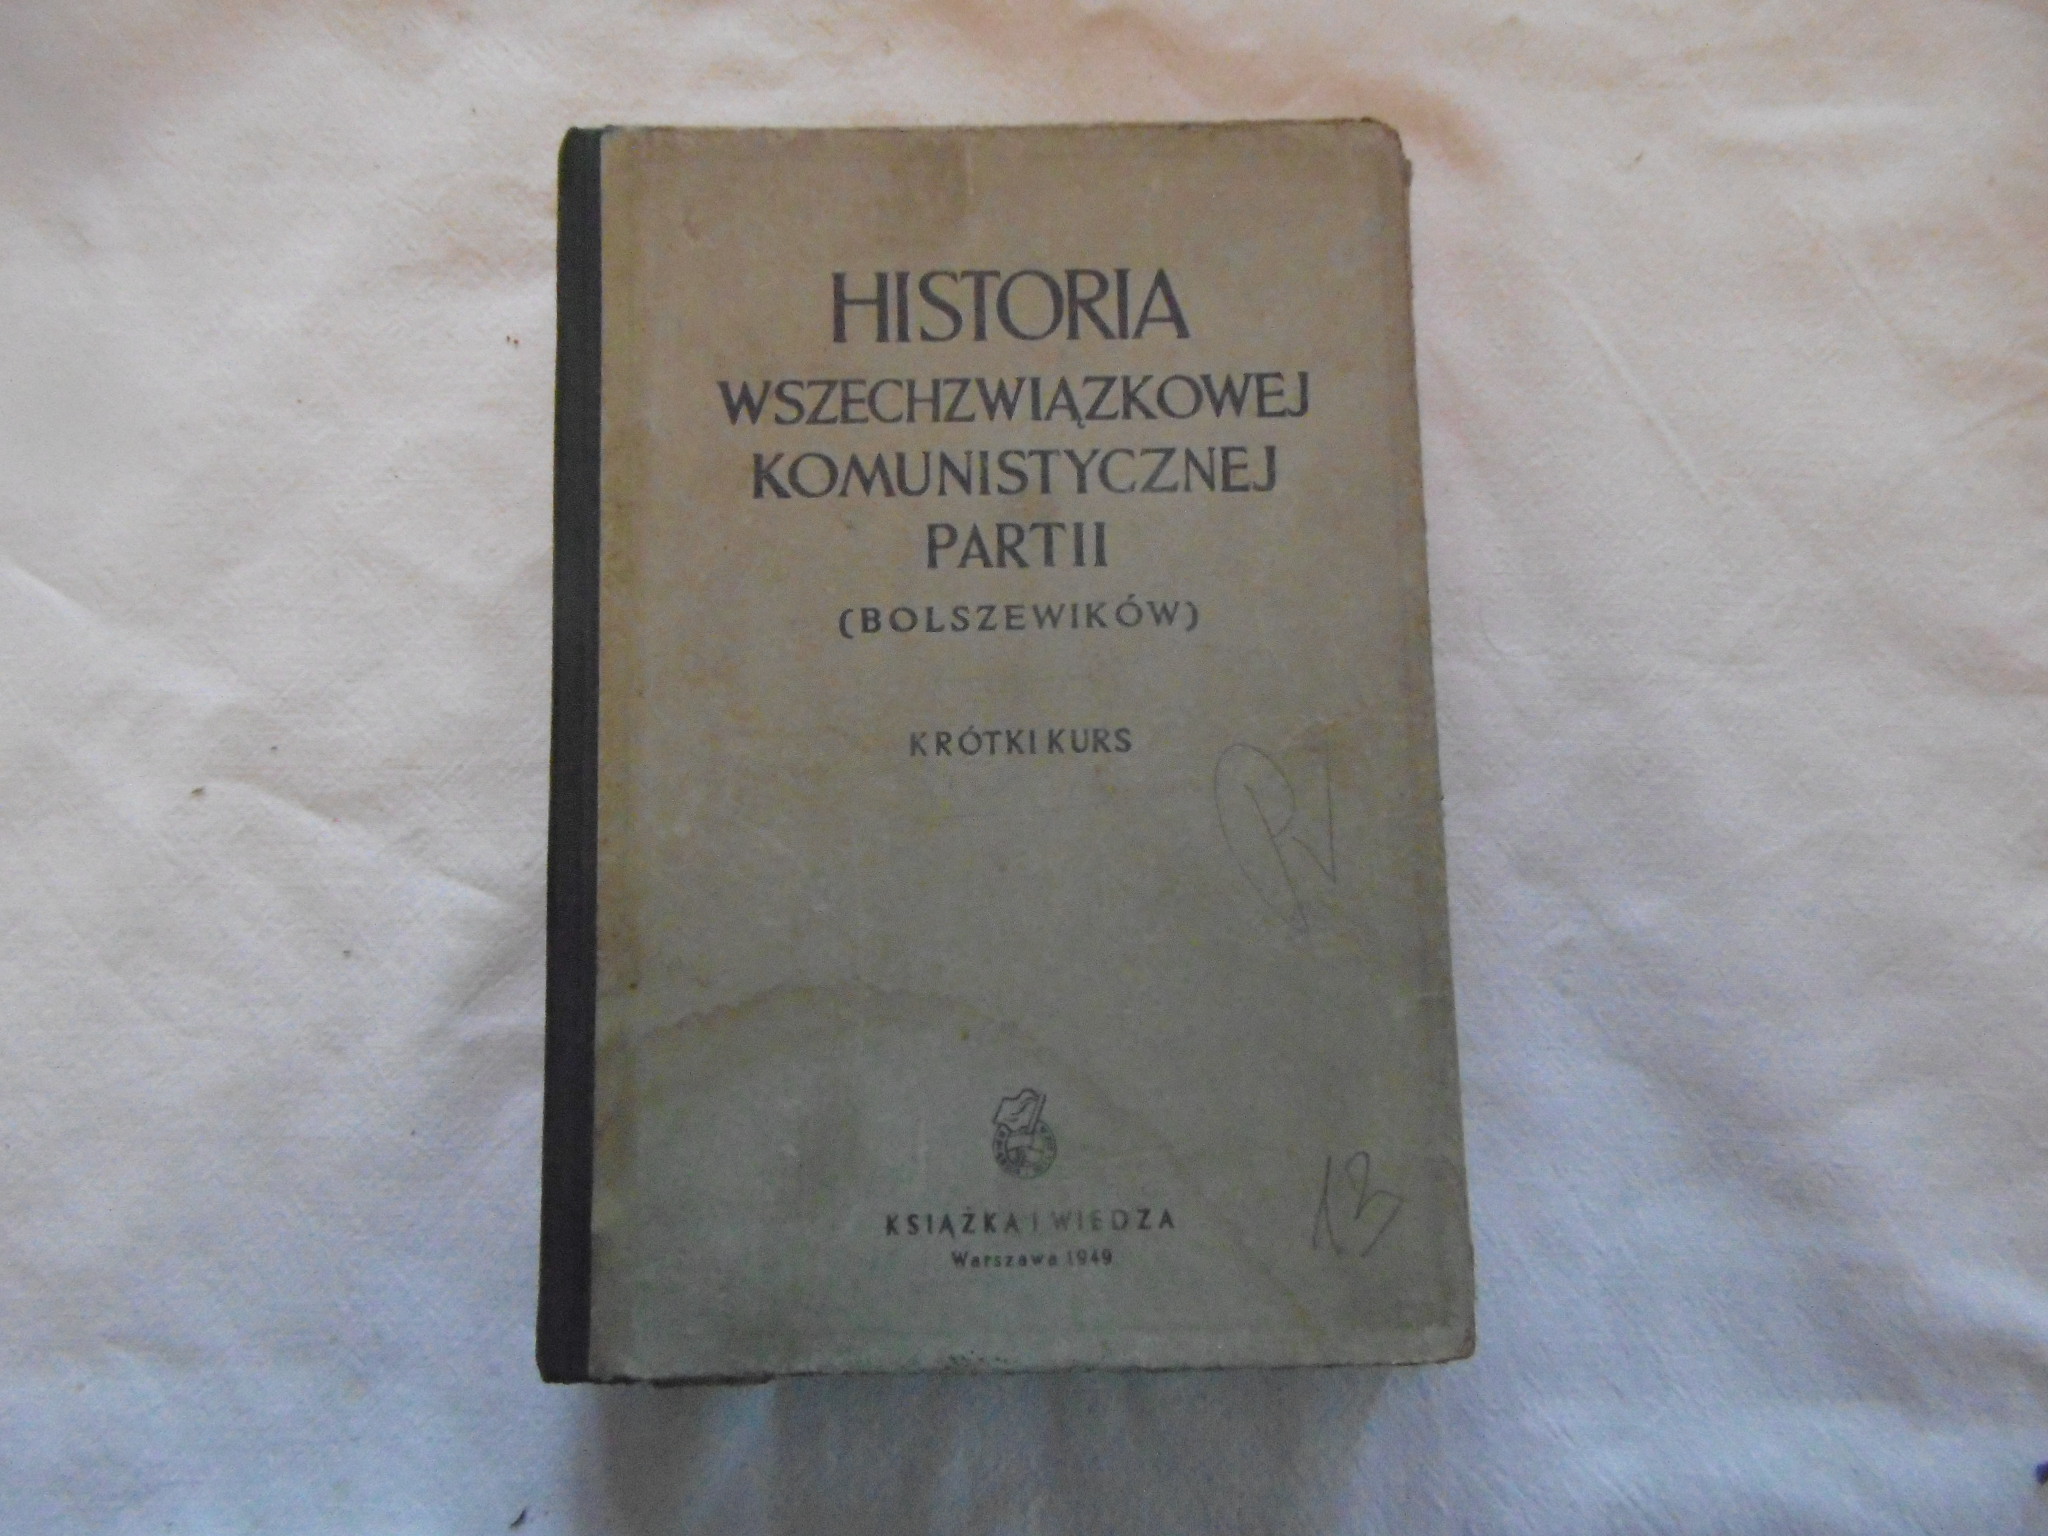 HISTORIA
WSZECHZWIĄZKOWEJ
KOMUNISTYCZNEJ
PARTII
(BOLSZEWIKÓW)
KRÓTKI KURS
KSIĄŻKA I WIEDZA
Warszawa 1949
13